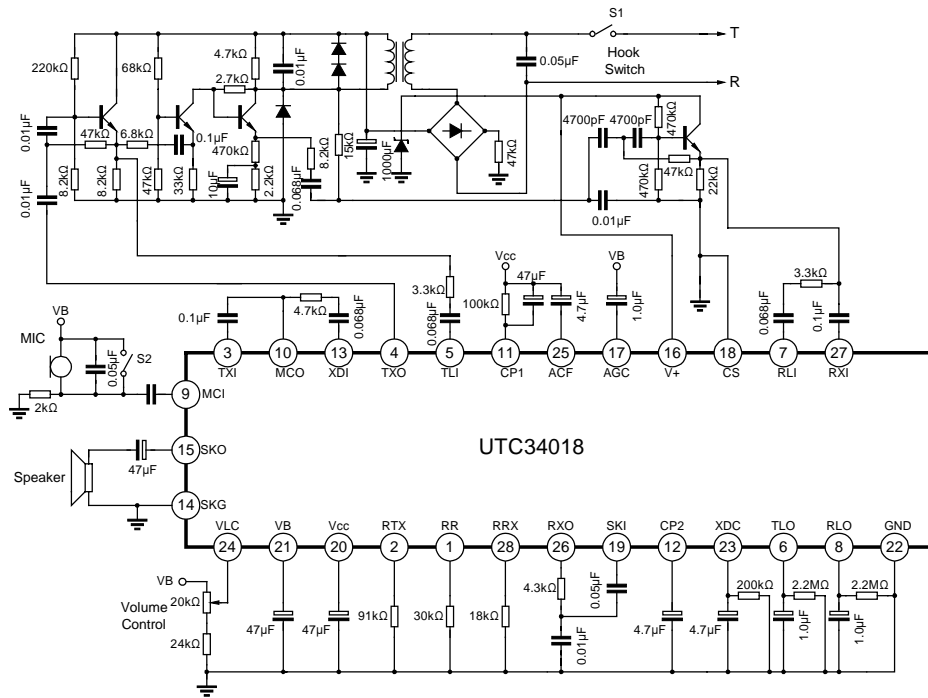 S1
T
Hook
Switch
0.05µF
R
220kΩ
68kΩ
4.7kΩ
2.7kΩ
0.01µF
0.01µF
47kΩ
6.8kΩ
0.1µF
470kΩ
8.2kΩ
8.2kΩ
47kΩ
33kΩ
10µF
2.2kΩ
0.068µF
8.2kΩ
15kΩ
1000µF
47kΩ
4700pF
4700pF
470kΩ
47kΩ
470kΩ
22kΩ
0.01µF
0.01µF
VB
MIC
0.05µF
S2
2kΩ
0.1µF
4.7kΩ
0.068µF
3.3kΩ
0.068µF
Vcc
100kΩ
47µF
4.7µF
VB
1.0µF
3.3kΩ
0.068µF
0.1µF
3
10
13
4
5
11
25
17
16
18
7
27
TXI
MCO
XDI
TXO
TLI
CP1
ACF
AGC
V+
CS
RLI
RXI
9
MCI
15
SKO
47µF
Speaker
14
SKG
UTC34018
VLC
VB
Vcc
RTX
RR
RRX
RXO
SKI
CP2
XDC
TLO
RLO
GND
24
21
20
2
1
28
26
19
12
23
6
8
22
VB
20kΩ
Volume
Control
24kΩ
47µF
47µF
91kΩ
30kΩ
18kΩ
4.3kΩ
0.05µF
0.01µF
4.7µF
4.7µF
200kΩ
2.2MΩ
1.0µF
2.2MΩ
1.0µF